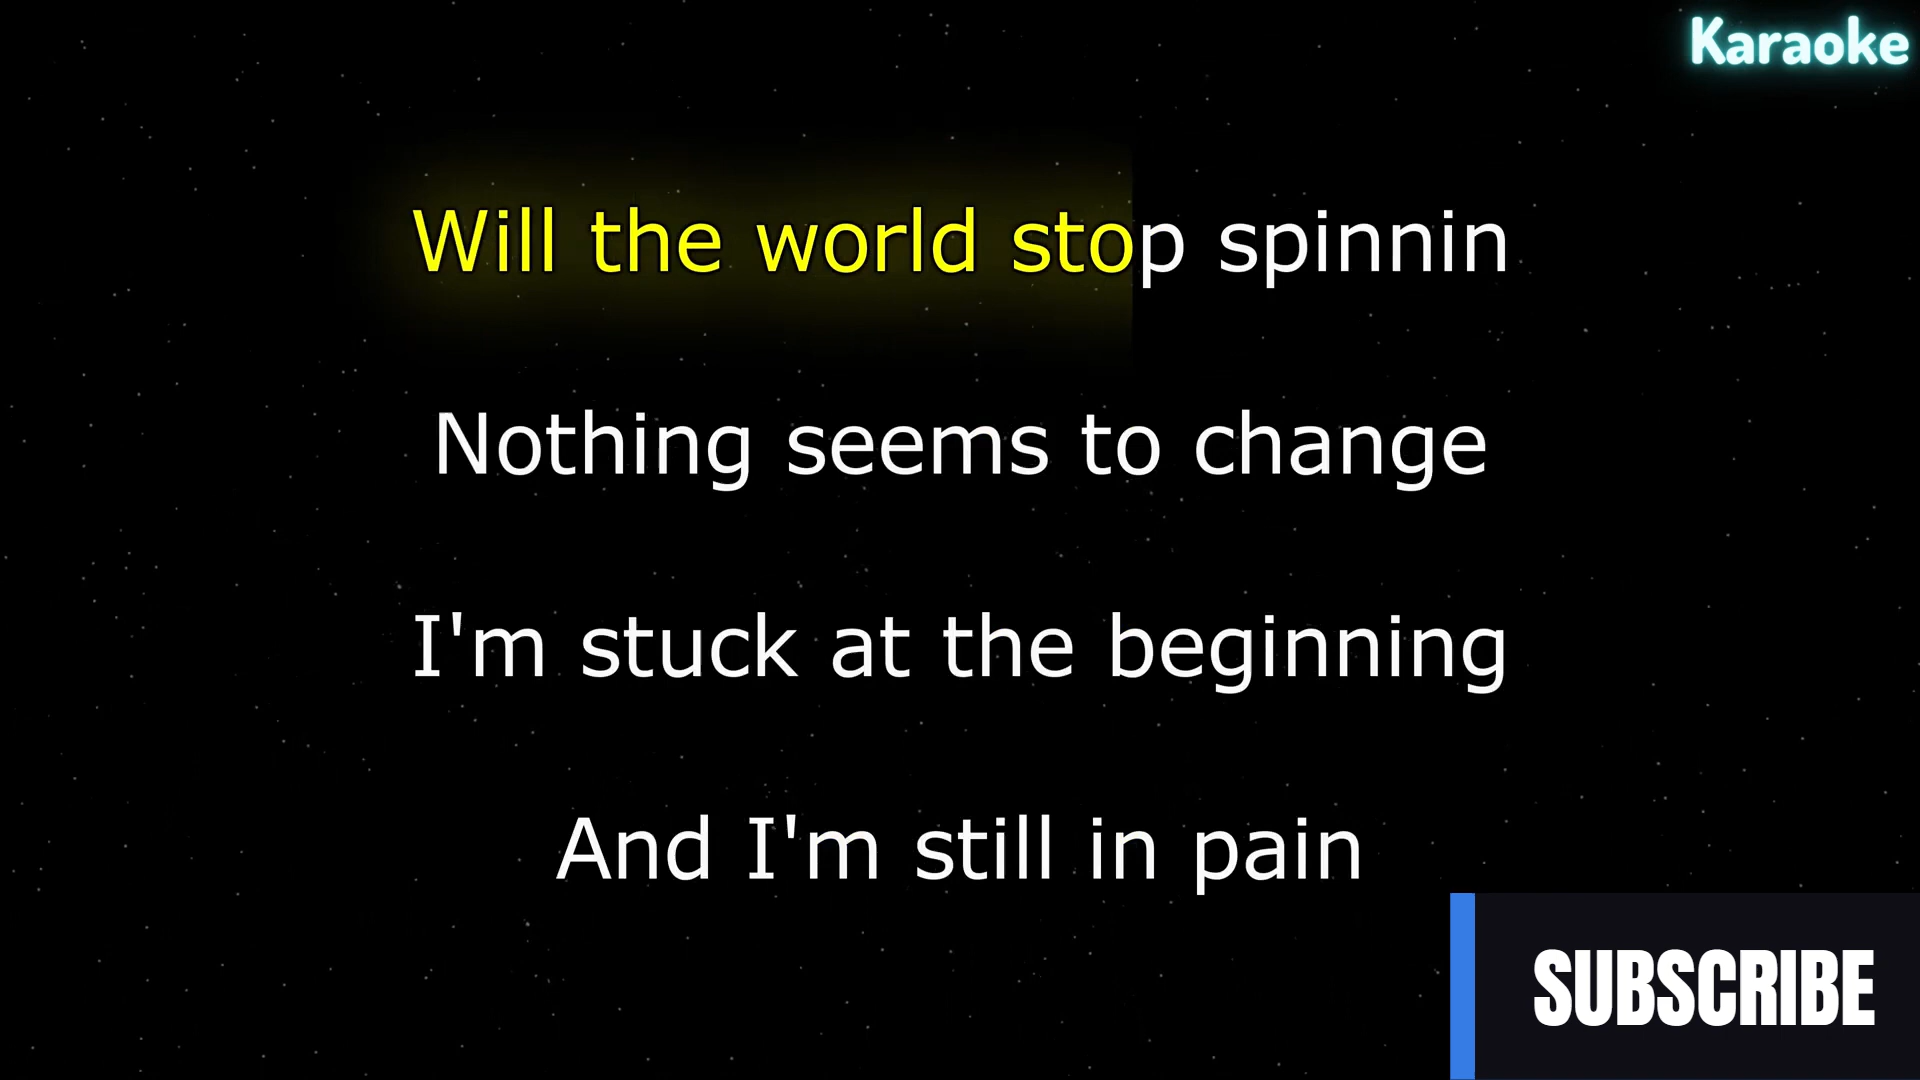 Karaoke
Will the world stop spinnin
Nothing seems to change
I'm stuck at the beginning
And I'm still in pain
SUBSCRIBE